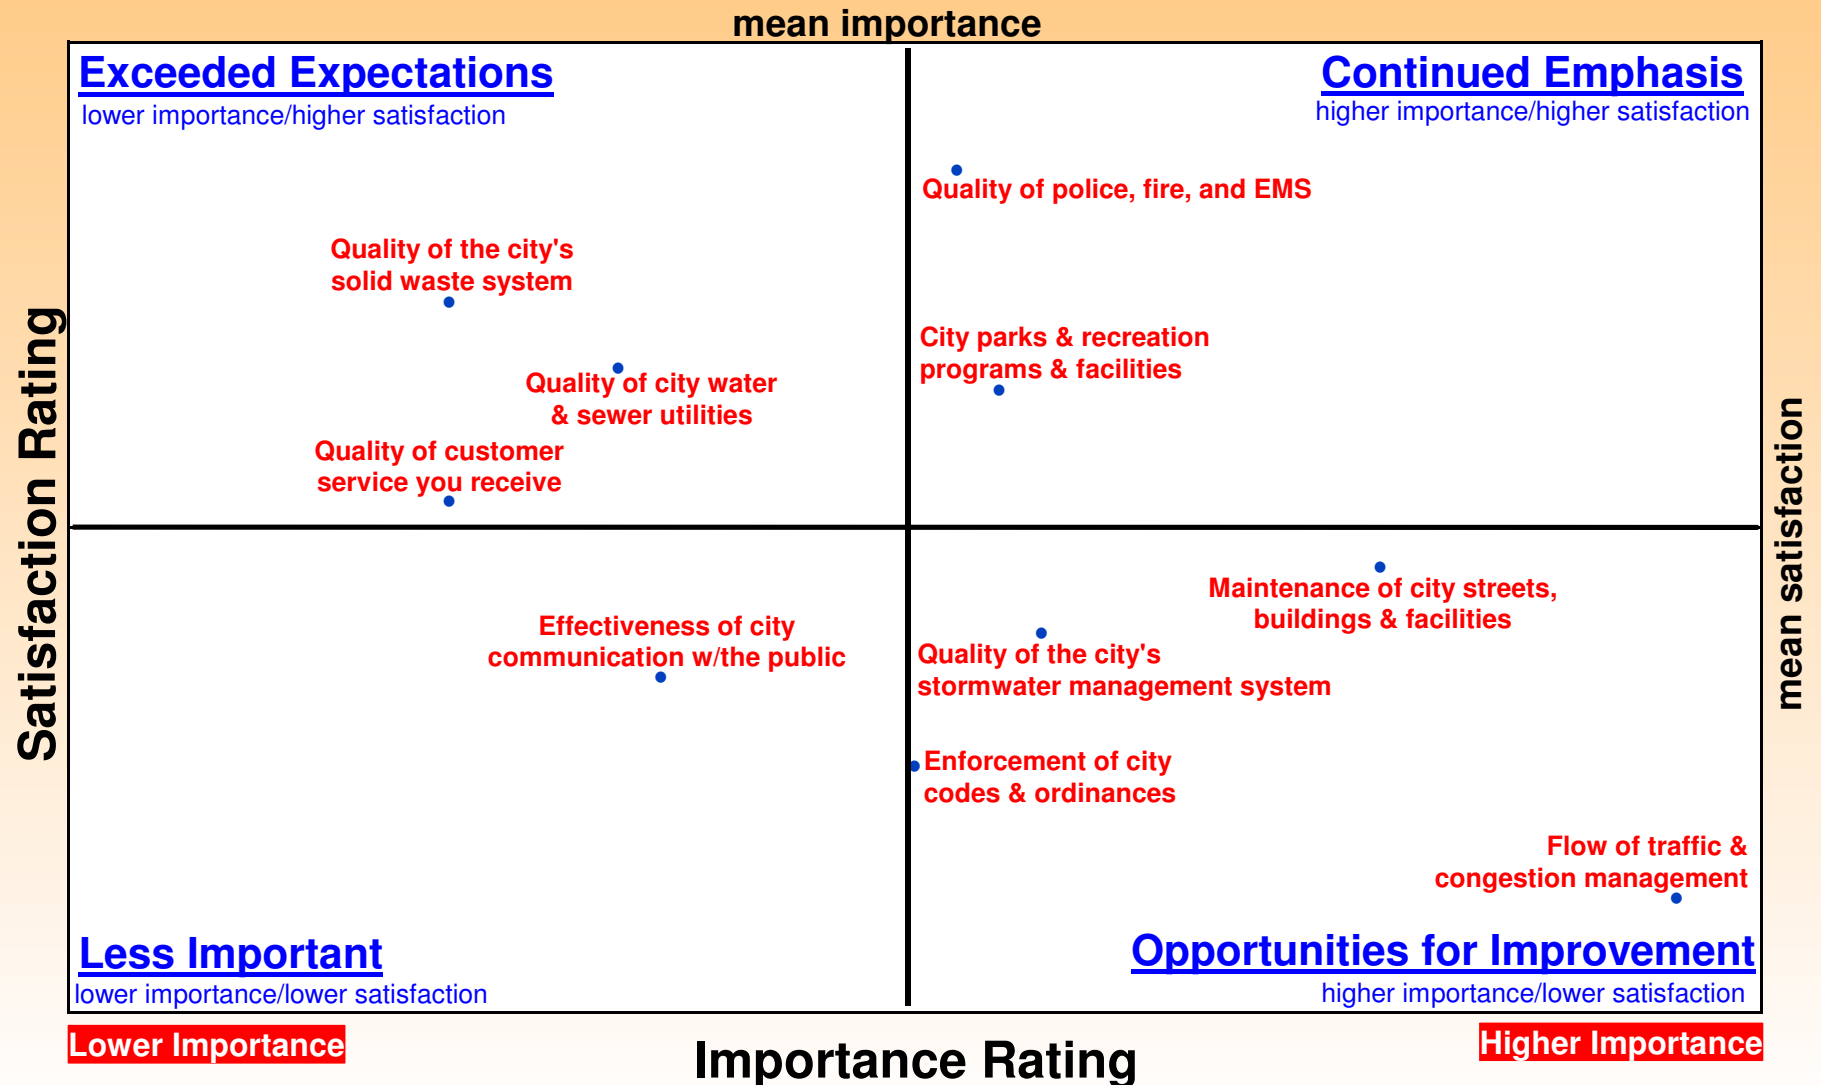 mean importance
Exceeded Expectations
lower importance/higher satisfaction
Continued Emphasis
higher importance/higher satisfaction
Quality of police, fire, and EMS
Quality of the city's
solid waste system
City parks & recreation
programs & facilities
Quality of city water
& sewer utilities
Quality of customer
service you receive
Satisfaction Rating
mean satisfaction
Maintenance of city streets,
buildings & facilities
Effectiveness of city
communication w/the public
Quality of the city's
stormwater management system
Enforcement of city
codes & ordinances
Flow of traffic &
congestion management
Less Important
lower importance/lower satisfaction
Opportunities for Improvement
higher importance/lower satisfaction
Lower Importance
Importance Rating
Higher Importance